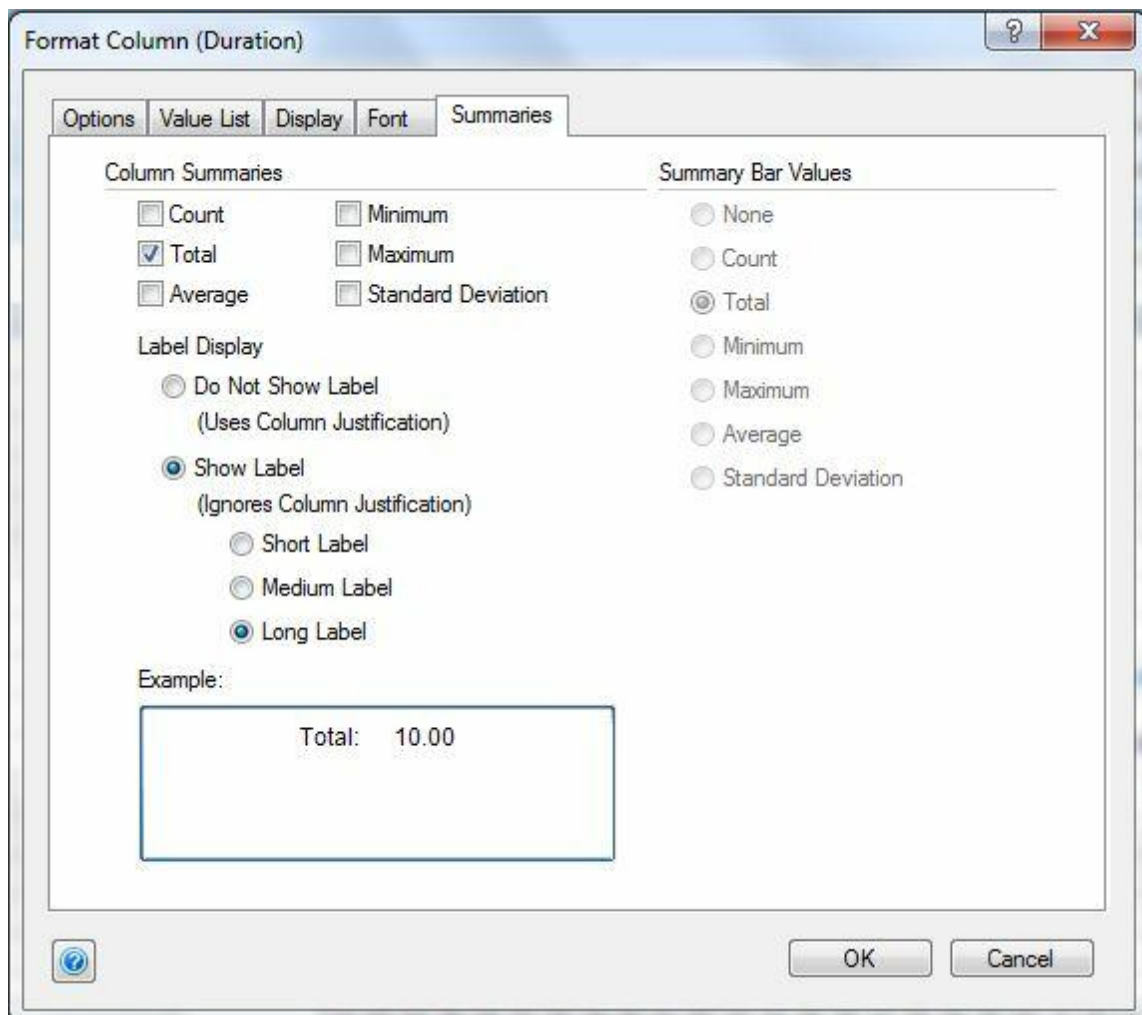 Format Column (Duration)
Options Value List Display Font Summaries
Column Summaries
Count Minimum
Total Maximum
Average Standard Deviation
Label Display
Do Not Show Label
(Uses Column Justification)
Show Label
(Ignores Column Justification)
Short Label
Medium Label
Long Label
Example:
Total: 10.00
Summary Bar Values
None
Count
Total
Minimum
Maximum
Average
Standard Deviation
OK Cancel